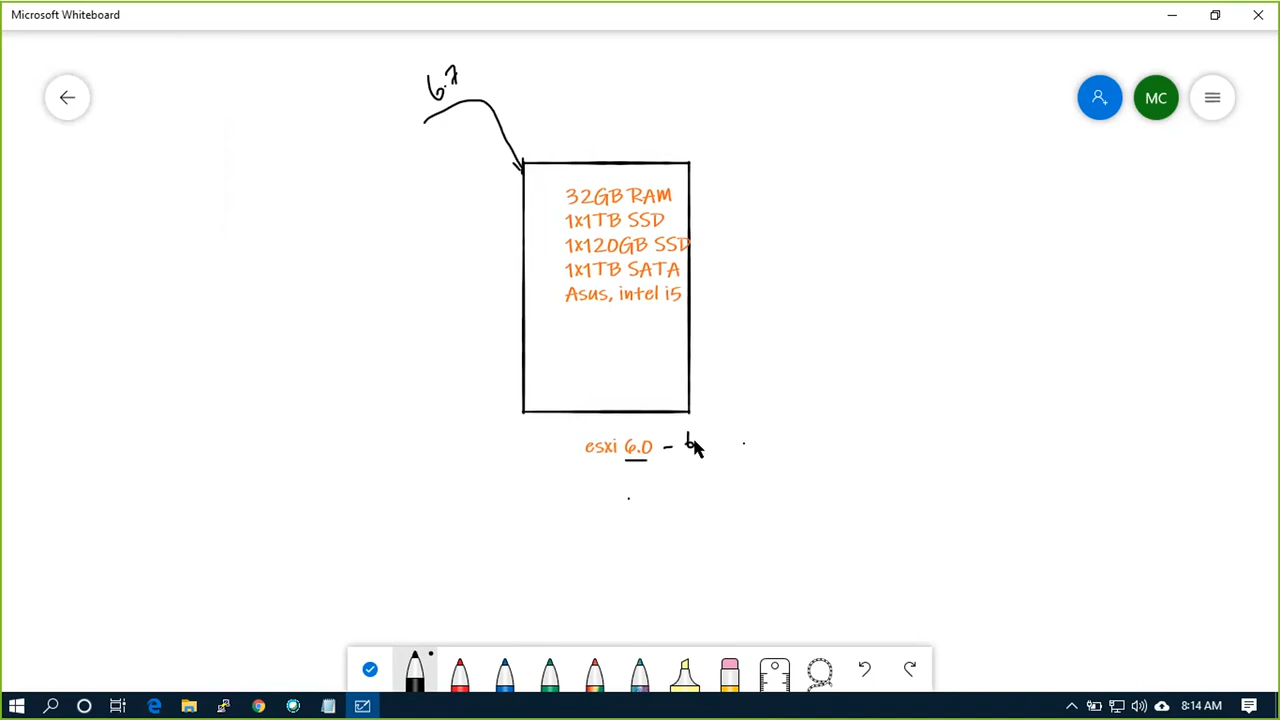 Microsoft Whiteboard
MC
32GB RAM
1x1TB SSD
1x120GB SSD
1x1TB SATA
Asus, intel i5
esxi 6.0 - 6
8:14 AM